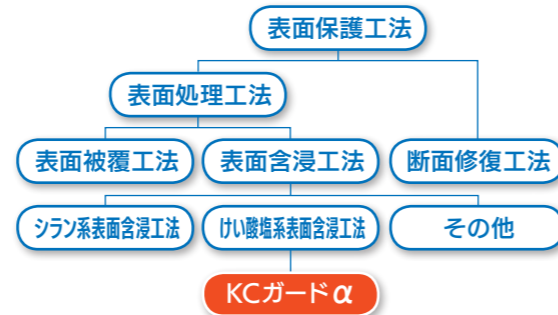 表面保護工法
表面処理工法
表面被覆工法
表面含浸工法
断面修復工法
シラン系表面含浸工法
けい酸塩系表面含浸工法
その他
KCガードα